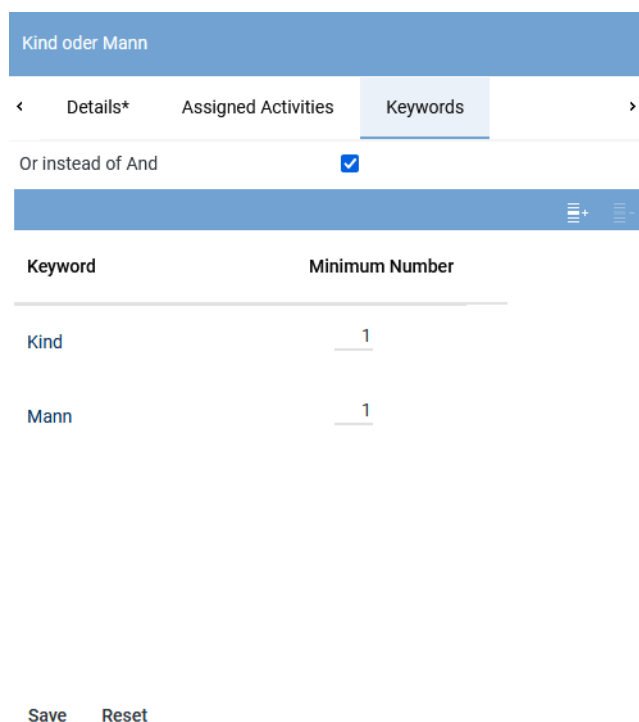 Kind oder Mann
Details* Assigned Activities Keywords
Or instead of And
Keyword Minimum Number
Kind 1
Mann 1
Save Reset